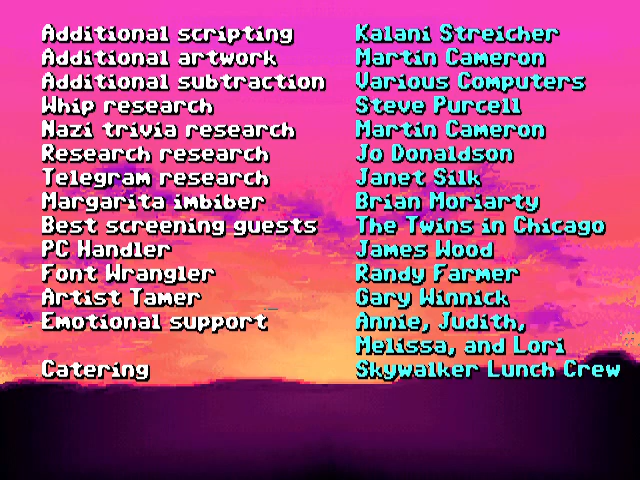 Additional scripting Kalani Streicher
Additional artwork Martin Cameron
Additional subtraction Various Computers
Whip research Steve Purcell
Nazi trivia research Martin Cameron
Research research Jo Donaldson
Telegram research Janet Silk
Margarita imbiber Brian Moriarty
Best screening guests The Twins in Chicago
PC Handler James Wood
Font Wrangler Randy Farmer
Artist Tamer Gary Winnick
Emotional support Annie, Judith,
Melissa, and Lori
Catering Skywalker Lunch Crew